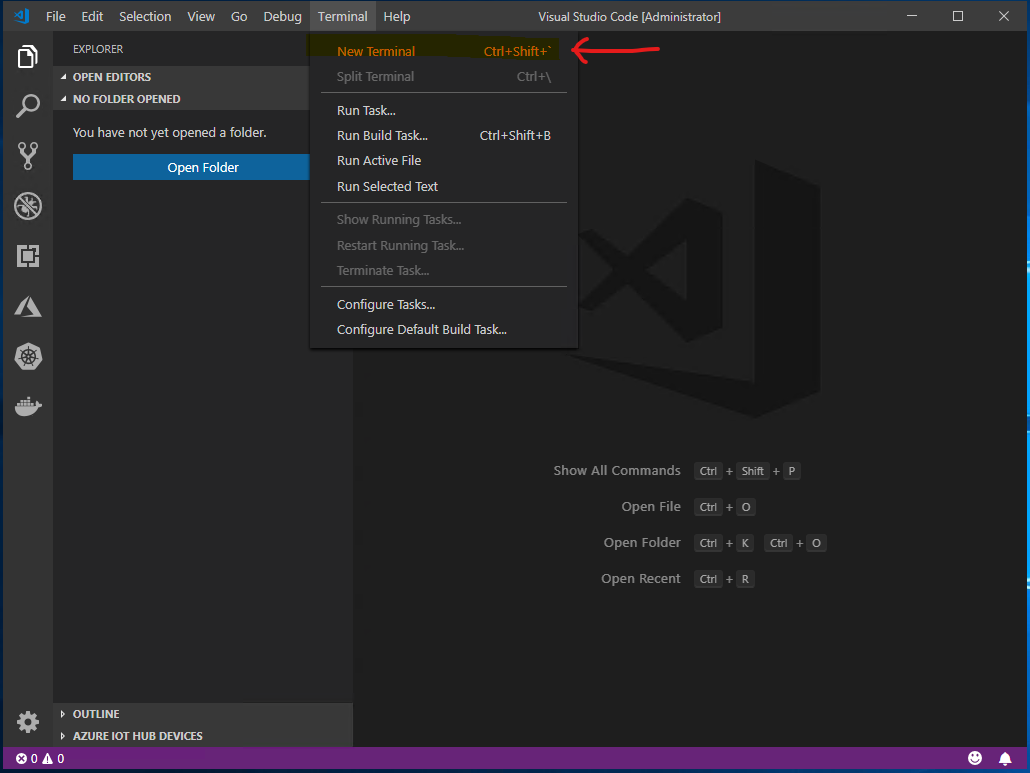 File Edit Selection View Go Debug Terminal Help Visual Studio Code [Administrator]
EXPLORER
OPEN EDITORS
NO FOLDER OPENED
You have not yet opened a folder.
Open Folder
New Terminal Ctrl+Shift+`
Split Terminal Ctrl+\
Run Task...
Run Build Task... Ctrl+Shift+B
Run Active File
Run Selected Text
Show Running Tasks...
Restart Running Task...
Terminate Task...
Configure Tasks...
Configure Default Build Task...
Show All Commands Ctrl + Shift + P
Open File Ctrl + O
Open Folder Ctrl + K Ctrl + O
Open Recent Ctrl + R
OUTLINE
AZURE IOT HUB DEVICES
0 0